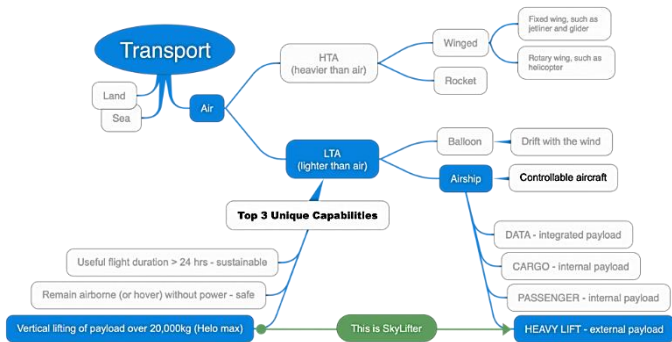 Transport
Land
Sea
Air
HTA
(heavier than air)
Winged
Fixed wing, such as
jetliner and glider
Rotary wing, such as
helicopter
Rocket
LTA
(lighter than air)
Balloon
Drift with the wind
Airship
Controllable aircraft
Top 3 Unique Capabilities
Useful flight duration > 24 hrs - sustainable
Remain airborne (or hover) without power - safe
Vertical lifting of payload over 20,000kg (Helo max)
This is SkyLifter
DATA - integrated payload
CARGO - internal payload
PASSENGER - internal payload
HEAVY LIFT - external payload